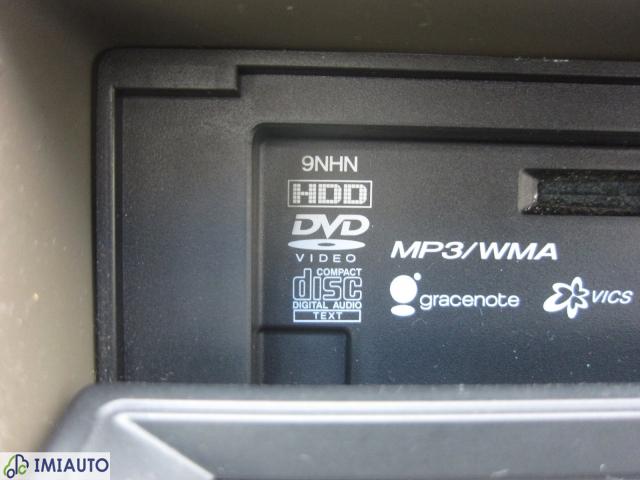 9NHN
HDD
DVD
VIDEO
MP3/WMA
COMPACT
disc
DIGITAL AUDIO
TEXT
gracenote
VICS
IMIAUTO